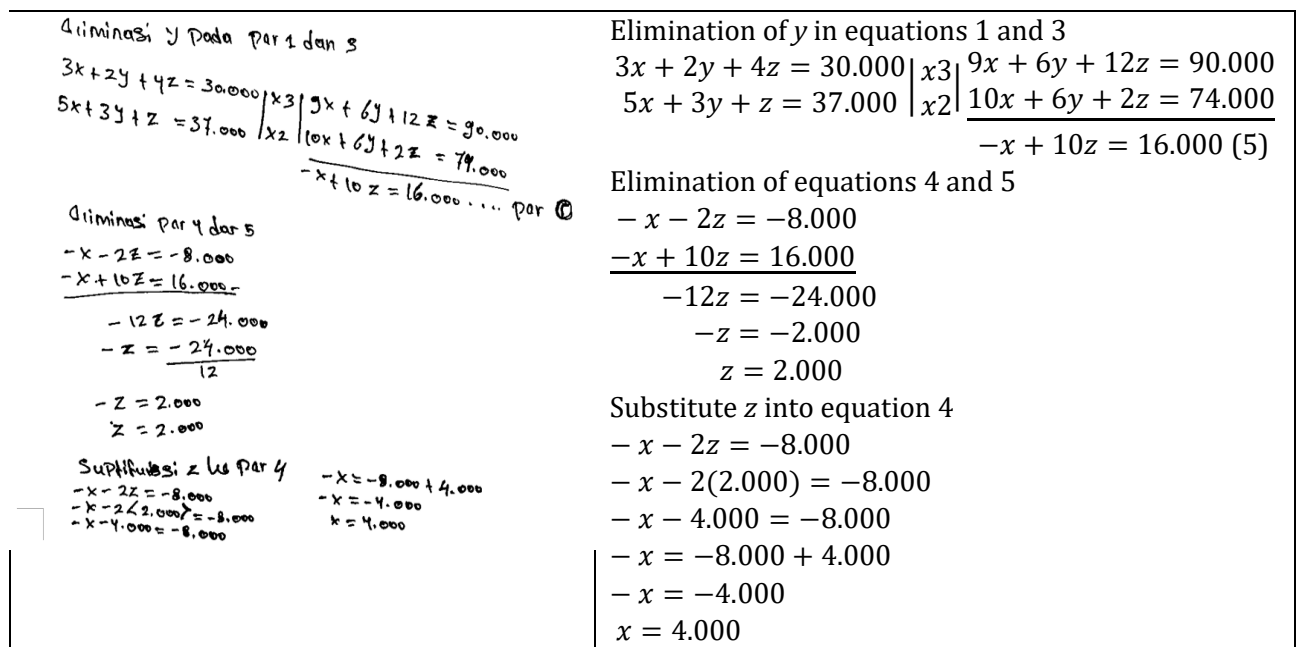 Eliminasi y pada par 1 dan 3
3x + 2y + 4z = 30.000 | x3 | 9x + 6y + 12z = 90.000
5x + 3y + z = 37.000 | x2 | 10x + 6y + 2z = 74.000
-x + 10z = 16.000 .... par
Eliminasi par 4 dar 5
-x - 2z = -8.000
-x + 10z = 16.000 -
-12z = -24.000
-z = -24.000
12
-z = 2.000
z = 2.000
z ke par 4
-x - 2z = -8.000
-x - 2(2.000) = -8.000
-x - 4.000 = -8.000
-x = -8.000 + 4.000
-x = -4.000
x = 4.000
Elimination of y in equations 1 and 3
3x + 2y + 4z = 30.000 | x3 | 9x + 6y + 12z = 90.000
5x + 3y + z = 37.000 | x2 | 10x + 6y + 2z = 74.000
−x + 10z = 16.000 (5)
Elimination of equations 4 and 5
− x − 2z = −8.000
−x + 10z = 16.000
−12z = −24.000
−z = −2.000
z = 2.000
Substitute z into equation 4
− x − 2z = −8.000
− x − 2(2.000) = −8.000
− x − 4.000 = −8.000
− x = −8.000 + 4.000
− x = −4.000
x = 4.000